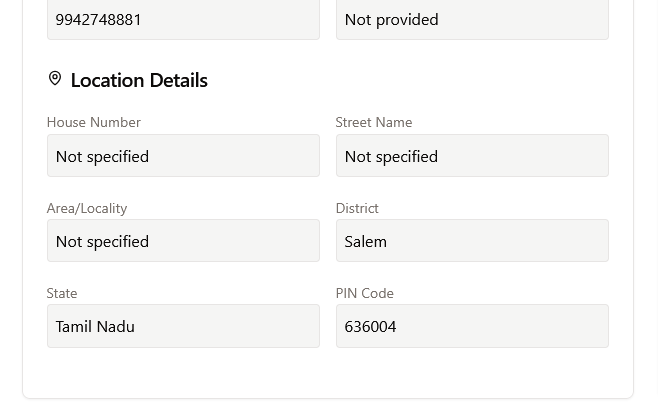 9942748881 Not provided
Location Details
House Number Street Name
Not specified Not specified
Area/Locality District
Not specified Salem
State PIN Code
Tamil Nadu 636004